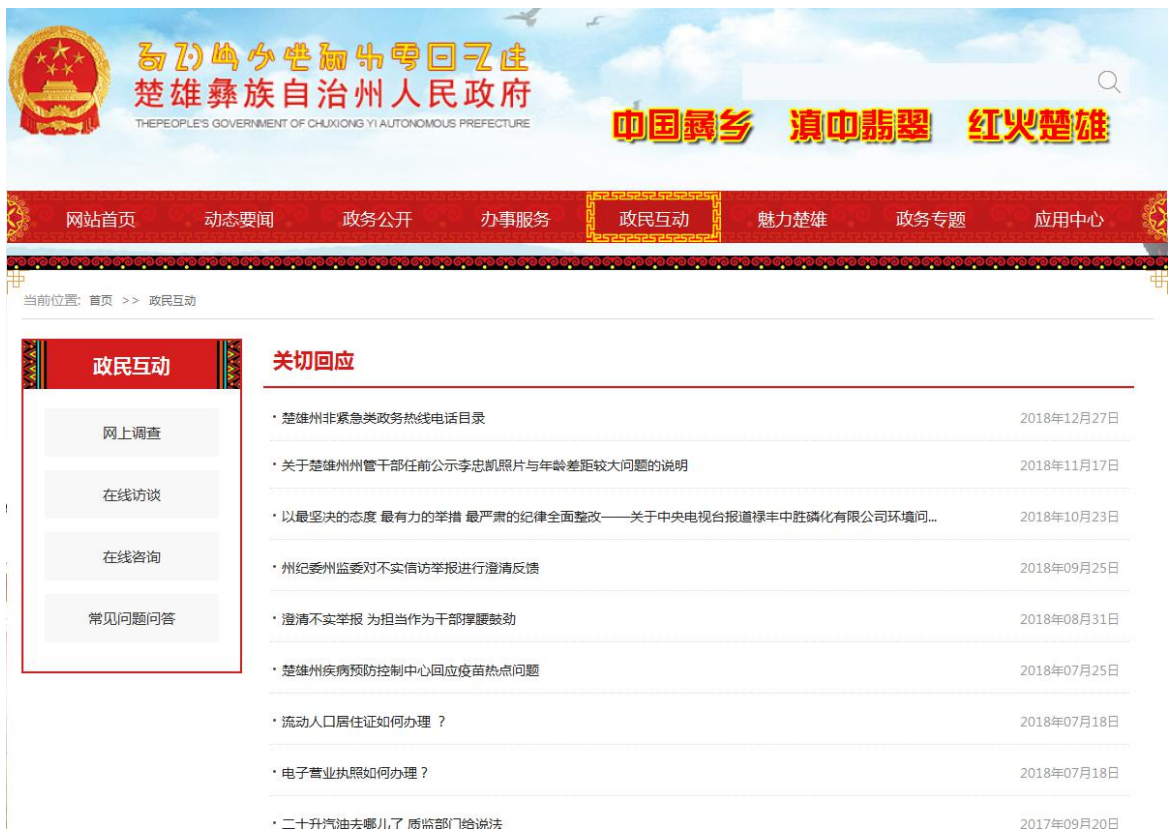 楚雄彝族自治州人民政府
THEPEOPLE'S GOVERNMENT OF CHUXIONG YI AUTONOMOUS PREFECTURE
中国彝乡 滇中翡翠 红火楚雄
网站首页 动态要闻 政务公开 办事服务 政民互动 魅力楚雄 政务专题 应用中心
当前位置: 首页 >> 政民互动
政民互动
网上调查
在线访谈
在线咨询
常见问题问答
关切回应
· 楚雄州非紧急类政务热线电话目录 2018年12月27日
· 关于楚雄州州管干部任前公示李忠凯照片与年龄差距较大问题的说明 2018年11月17日
· 以最坚决的态度 最有力的举措 最严肃的纪律全面整改——关于中央电视台报道禄丰中胜磷化有限公司环境问... 2018年10月23日
· 州纪委州监委对不实信访举报进行澄清反馈 2018年09月25日
· 澄清不实举报 为担当作为干部撑腰鼓劲 2018年08月31日
· 楚雄州疾病预防控制中心回应疫苗热点问题 2018年07月25日
· 流动人口居住证如何办理 ？ 2018年07月18日
· 电子营业执照如何办理？ 2018年07月18日
· 二十升汽油去哪儿了 质监部门给说法 2017年09月20日